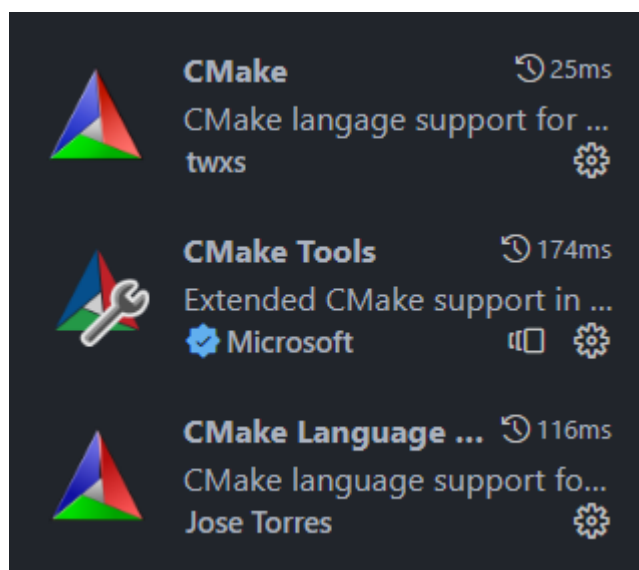 CMake 25ms
CMake langage support for ...
twxs
CMake Tools 174ms
Extended CMake support in ...
Microsoft
CMake Language ... 116ms
CMake language support fo...
Jose Torres